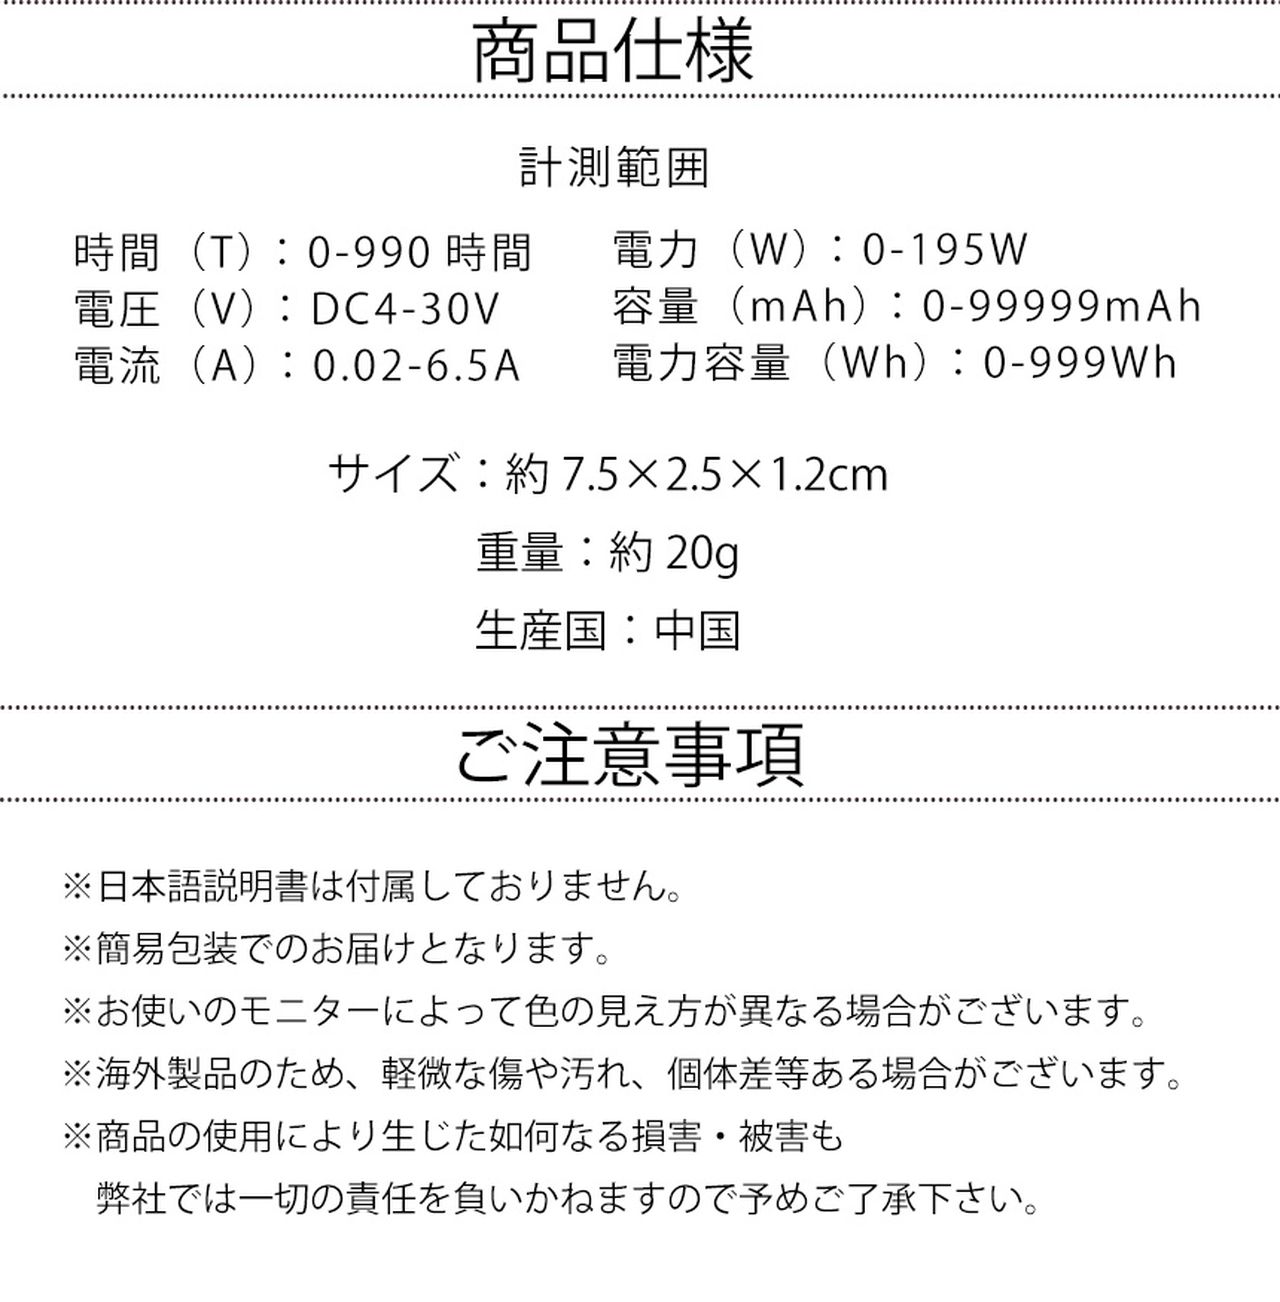 商品仕様
計測範囲
時間（T）：0-990 時間
電圧（V）：DC4-30V
電流（A）：0.02-6.5A
電力（W）：0-195W
容量（mAh）：0-99999mAh
電力容量（Wh）：0-999Wh
サイズ：約 7.5×2.5×1.2cm
重量：約 20g
生産国：中国
ご注意事項
※日本語説明書は付属しておりません。
※簡易包装でのお届けとなります。
※お使いのモニターによって色の見え方が異なる場合がございます。
※海外製品のため、軽微な傷や汚れ、個体差等ある場合がございます。
※商品の使用により生じた如何なる損害・被害も
弊社では一切の責任を負いかねますので予めご了承下さい。